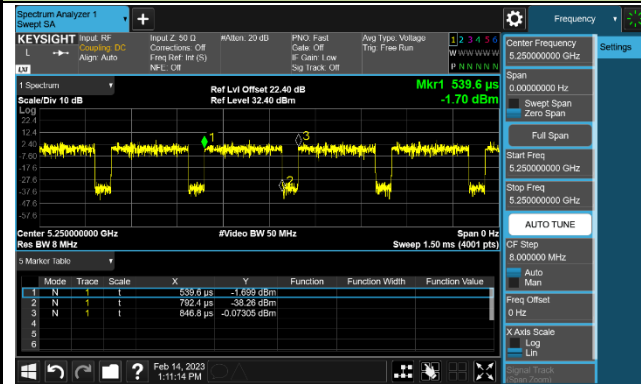 Spectrum Analyzer 1
Swept SA
Frequency
KEYSIGHT
Input: RF
Coupling: DC
Align: Auto
Input Z: 50 Ω
Corrections: Off
Freq Ref: Int (S)
NFE: Off
#Atten: 20 dB
PNO: Fast
Gate: Off
IF Gain: Low
Sig Track: Off
Avg Type: Voltage
Trig: Free Run
1 2 3 4 5 6
W W W W W W
P N N N N N
L
LXI
1 Spectrum
Scale/Div 10 dB
Ref Lvl Offset 22.40 dB
Ref Level 32.40 dBm
Mkr1 539.6 µs
-1.70 dBm
Log
22.4
12.4
2.40
-7.60
-17.6
-27.6
-37.6
-47.6
-57.6
1
2
3
Center 5.250000000 GHz
Res BW 8 MHz
#Video BW 50 MHz
Span 0 Hz
Sweep 1.50 ms (4001 pts)
5 Marker Table
Mode Trace Scale X Y Function Function Width Function Value
1 N 1 t 539.6 µs -1.699 dBm
2 N 1 t 792.4 µs -38.26 dBm
3 N 1 t 846.8 µs -0.07305 dBm
4
5
6
Feb 14, 2023
1:11:14 PM
Center Frequency
5.250000000 GHz
Settings
Span
0.00000000 Hz
Swept Span
Zero Span
Full Span
Start Freq
5.250000000 GHz
Stop Freq
5.250000000 GHz
AUTO TUNE
CF Step
8.000000 MHz
Auto
Man
Freq Offset
0 Hz
X Axis Scale
Log
Lin
Signal Track
(Span Zoom)